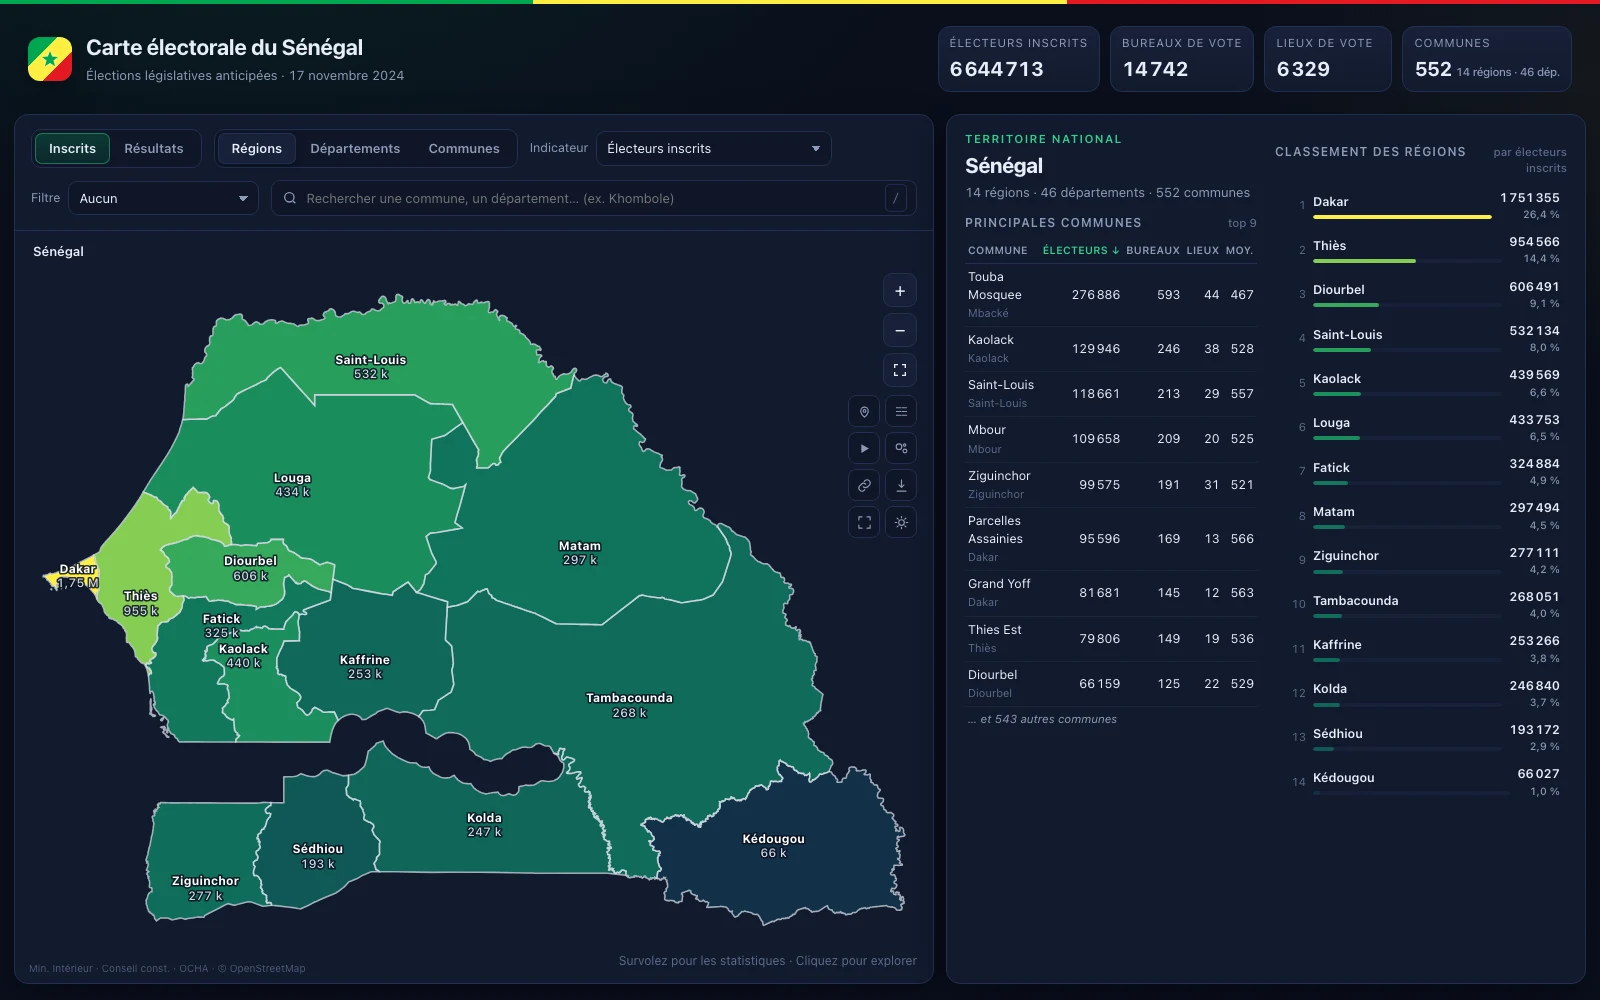 Carte électorale du Sénégal
Élections législatives anticipées · 17 novembre 2024
ÉLECTEURS INSCRITS
6 644 713
BUREAUX DE VOTE
14 742
LIEUX DE VOTE
6 329
COMMUNES
552 14 régions · 46 dép.
Inscrits Résultats
Régions Départements Communes
Indicateur Électeurs inscrits
Filtre Aucun
Rechercher une commune, un département… (ex. Khombole) /
Sénégal
+
−
Saint-Louis
532 k
Louga
434 k
Matam
297 k
Diourbel
606 k
Dakar
1,75 M
Thiès
955 k
Fatick
325 k
Kaolack
440 k
Kaffrine
253 k
Tambacounda
268 k
Kolda
247 k
Sédhiou
193 k
Ziguinchor
277 k
Kédougou
66 k
Min. Intérieur · Conseil const. · OCHA · © OpenStreetMap
Survolez pour les statistiques · Cliquez pour explorer
TERRITOIRE NATIONAL
Sénégal
14 régions · 46 départements · 552 communes
PRINCIPALES COMMUNES top 9
COMMUNE ÉLECTEURS ↓ BUREAUX LIEUX MOY.
Touba
Mosquee 276 886 593 44 467
Mbacké
Kaolack 129 946 246 38 528
Kaolack
Saint-Louis 118 661 213 29 557
Saint-Louis
Mbour 109 658 209 20 525
Mbour
Ziguinchor 99 575 191 31 521
Ziguinchor
Parcelles
Assainies 95 596 169 13 566
Dakar
Grand Yoff 81 681 145 12 563
Dakar
Thies Est 79 806 149 19 536
Thiès
Diourbel 66 159 125 22 529
Diourbel
… et 543 autres communes
CLASSEMENT DES RÉGIONS par électeurs
inscrits
1 Dakar 1 751 355
26,4 %
2 Thiès 954 566
14,4 %
3 Diourbel 606 491
9,1 %
4 Saint-Louis 532 134
8,0 %
5 Kaolack 439 569
6,6 %
6 Louga 433 753
6,5 %
7 Fatick 324 884
4,9 %
8 Matam 297 494
4,5 %
9 Ziguinchor 277 111
4,2 %
10 Tambacounda 268 051
4,0 %
11 Kaffrine 253 266
3,8 %
12 Kolda 246 840
3,7 %
13 Sédhiou 193 172
2,9 %
14 Kédougou 66 027
1,0 %